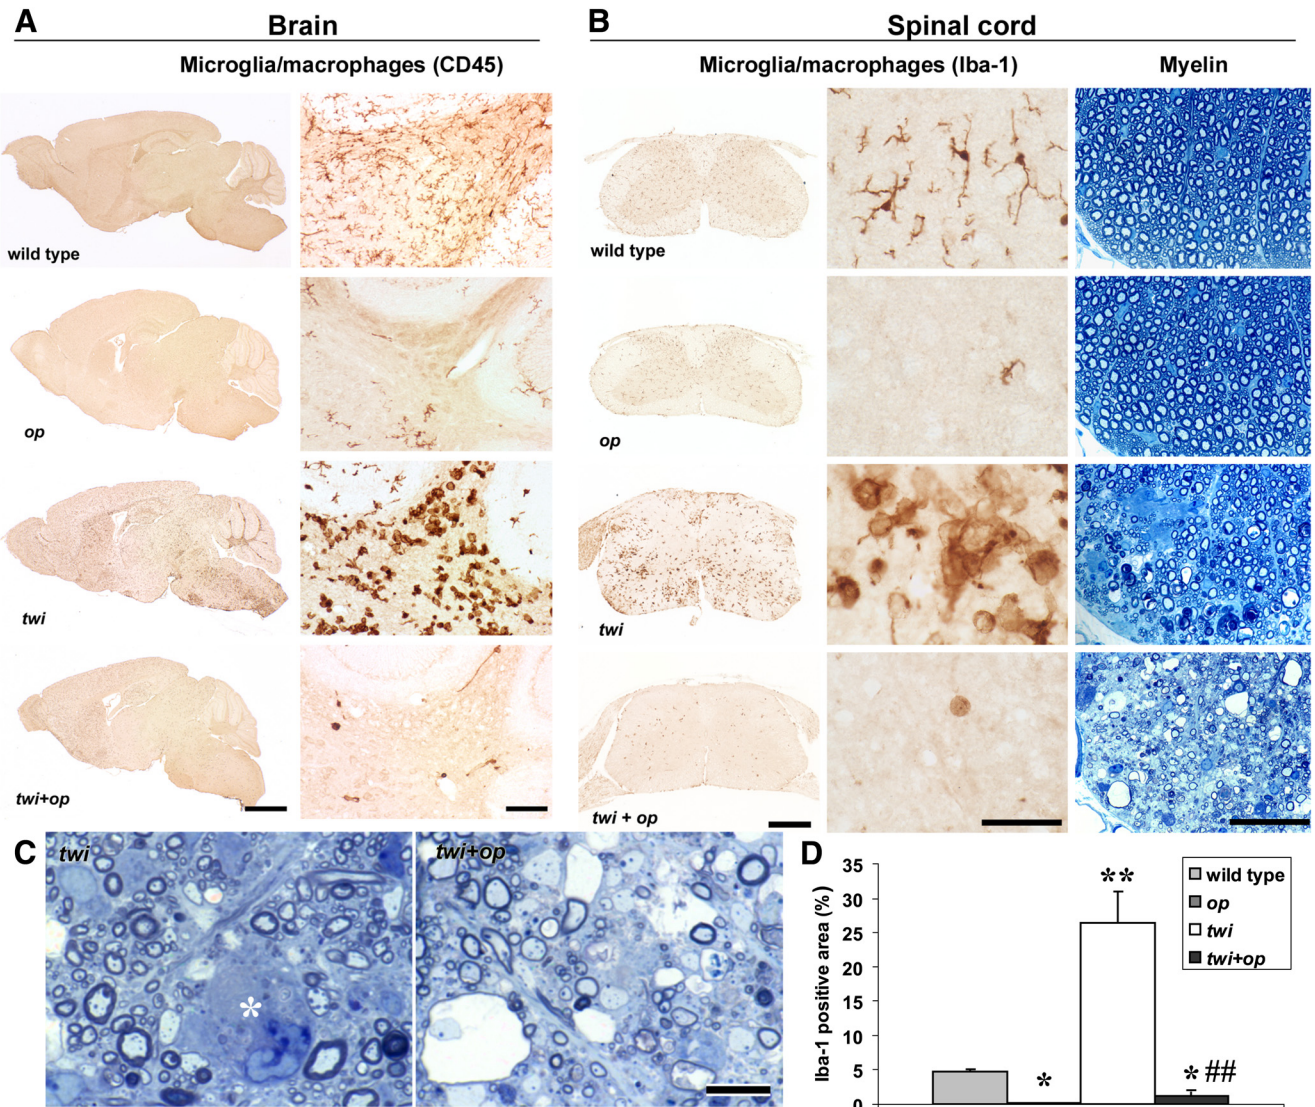 A Brain
B Spinal cord
Microglia/macrophages (CD45)
Microglia/macrophages (Iba-1)
Myelin
wild type
wild type
op
op
twi
twi
twi+op
twi + op
C twi
twi+op
*
D
Iba-1 positive area (%)
35
30
25
20
15
10
5
0
*
**
* ##
wild type
op
twi
twi+op